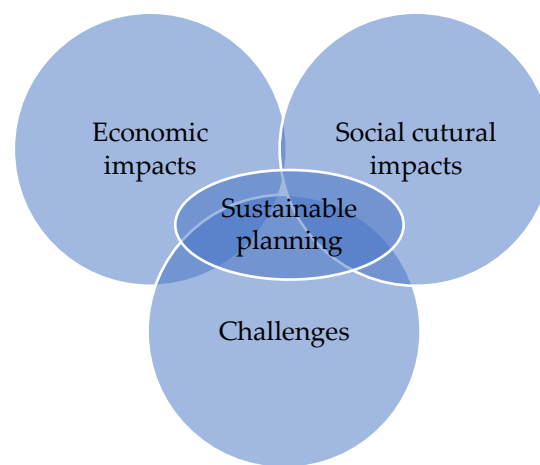 Economic
impacts
Social cutural
impacts
Sustainable
planning
Challenges